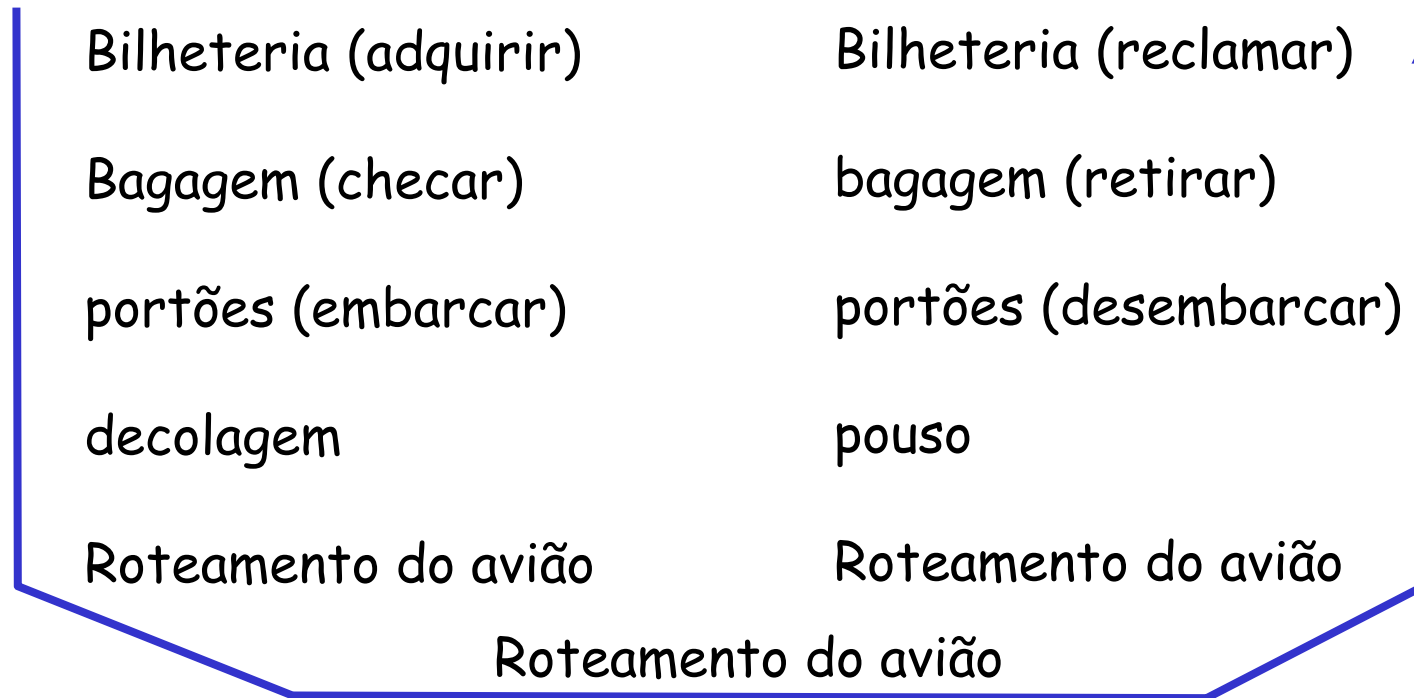 Bilheteria (adquirir)
Bagagem (checar)
portões (embarcar)
decolagem
Roteamento do avião
Bilheteria (reclamar)
bagagem (retirar)
portões (desembarcar)
pouso
Roteamento do avião
Roteamento do avião